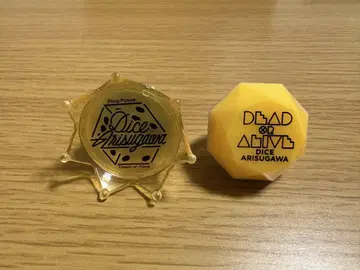 Fling Posse
Dice
Arisugawa
DEAD
OR
ALIVE
DICE
ARISUGAWA